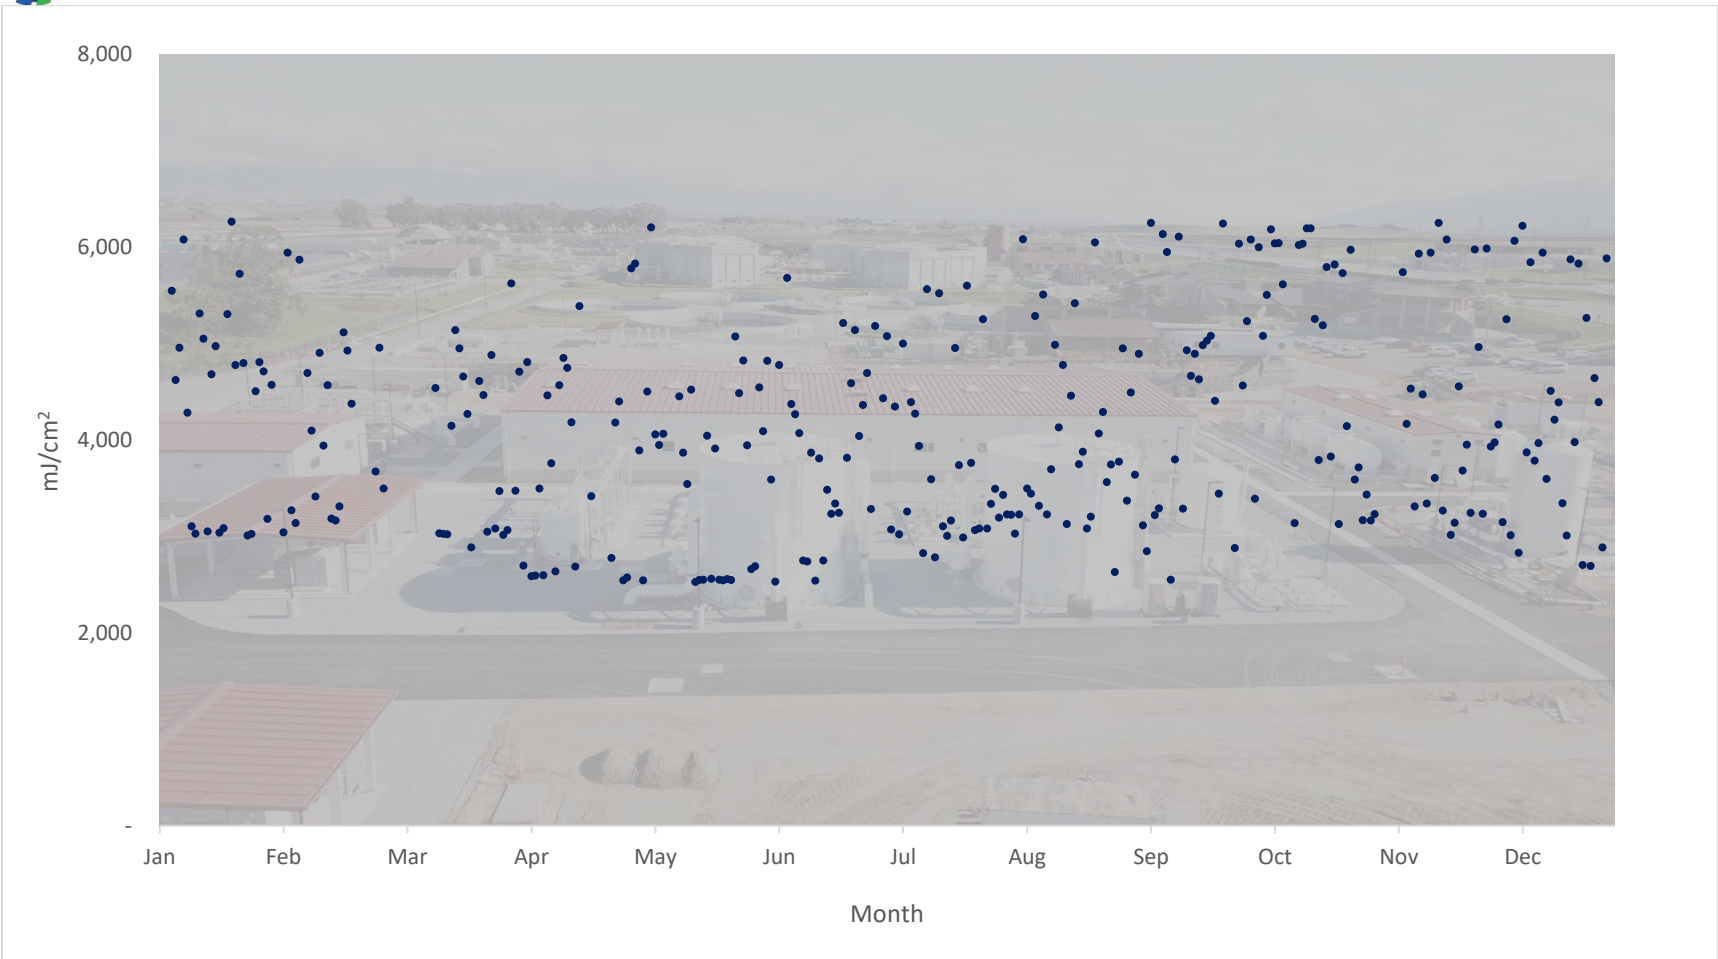 8,000
6,000
4,000
2,000
-
mJ/cm²
Jan Feb Mar Apr May Jun Jul Aug Sep Oct Nov Dec
Month